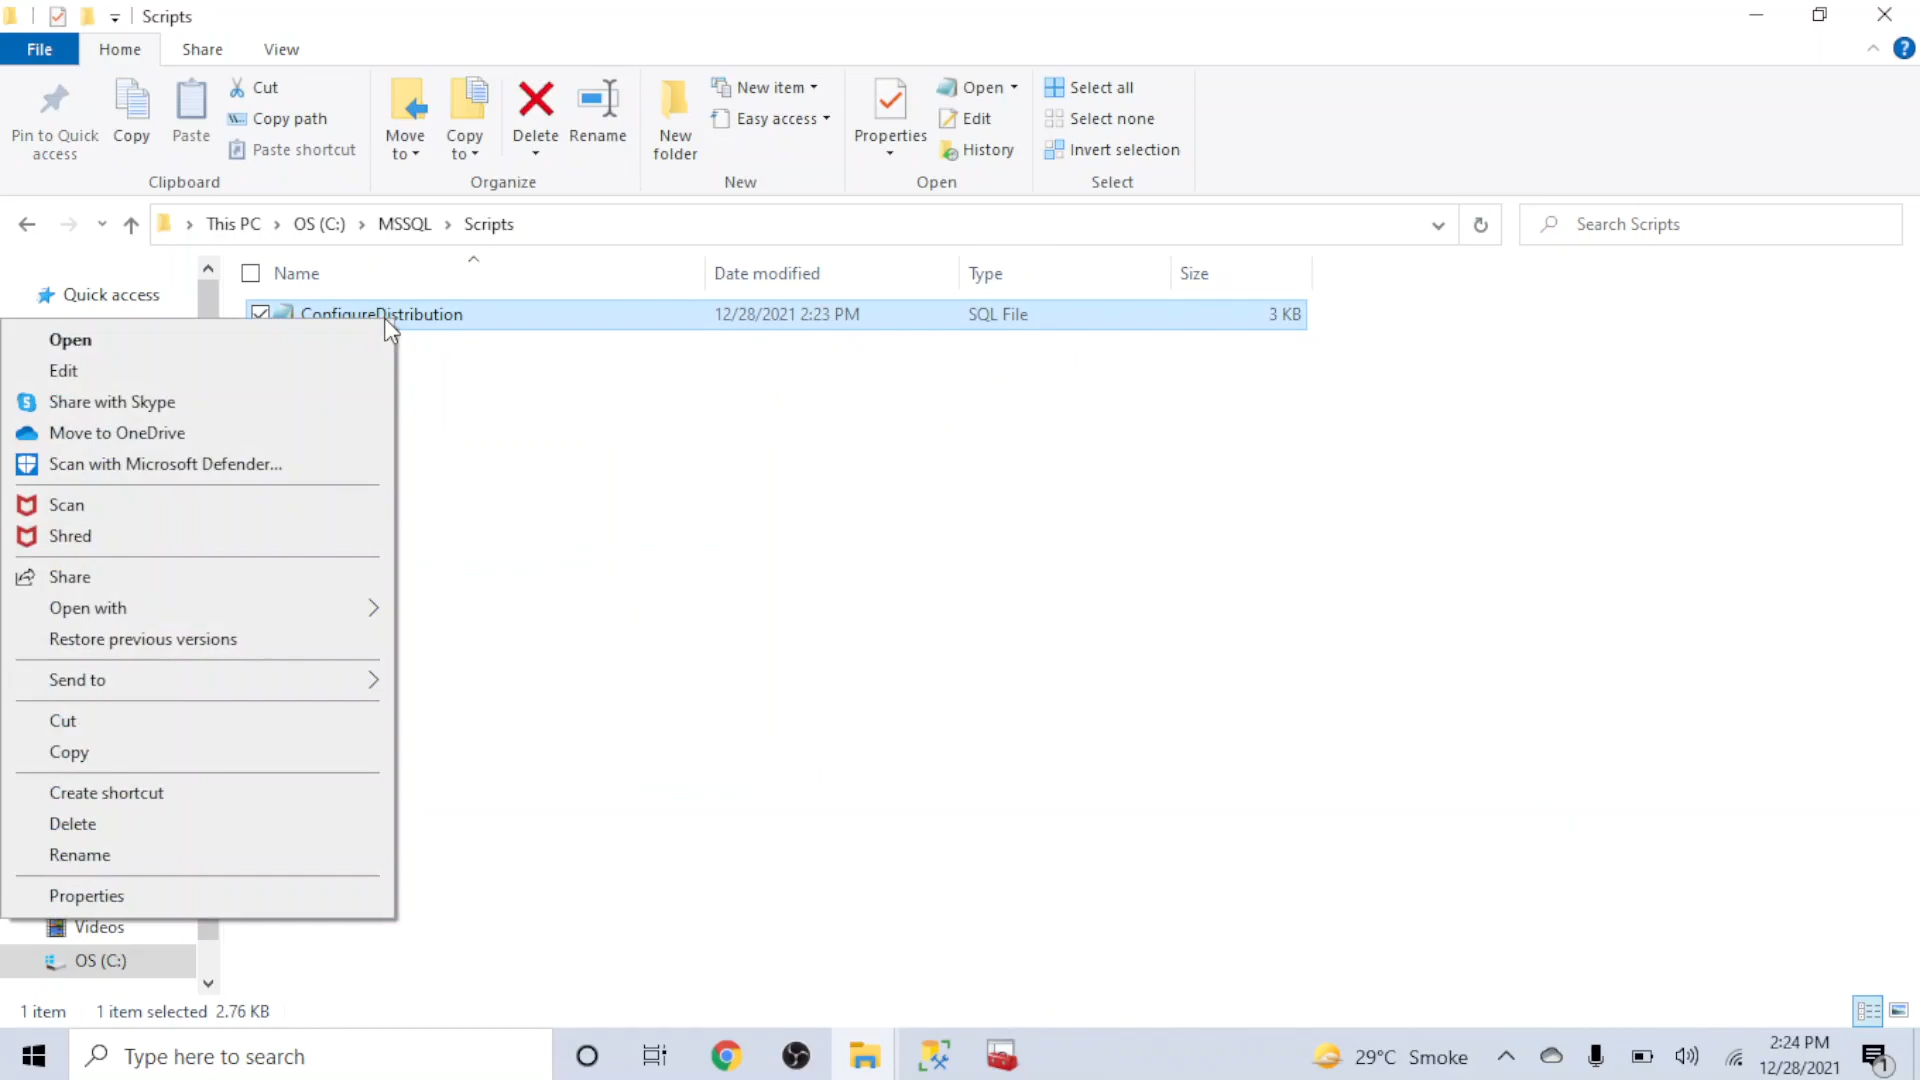 Scripts
File Home Share View
Pin to Quick access
Copy
Paste
Cut
Copy path
Paste shortcut
Clipboard
Move to
Copy to
Delete
Rename
Organize
New folder
New item
Easy access
New
Properties
Open
Edit
History
Open
Select all
Select none
Invert selection
Select
This PC > OS (C:) > MSSQL > Scripts
Search Scripts
Quick access
Name Date modified Type Size
ConfigureDistribution 12/28/2021 2:23 PM SQL File 3 KB
Open
Edit
Share with Skype
Move to OneDrive
Scan with Microsoft Defender...
Scan
Shred
Share
Open with
Restore previous versions
Send to
Cut
Copy
Create shortcut
Delete
Rename
Properties
Videos
OS (C:)
1 item 1 item selected 2.76 KB
Type here to search
29°C Smoke
2:24 PM
12/28/2021
1